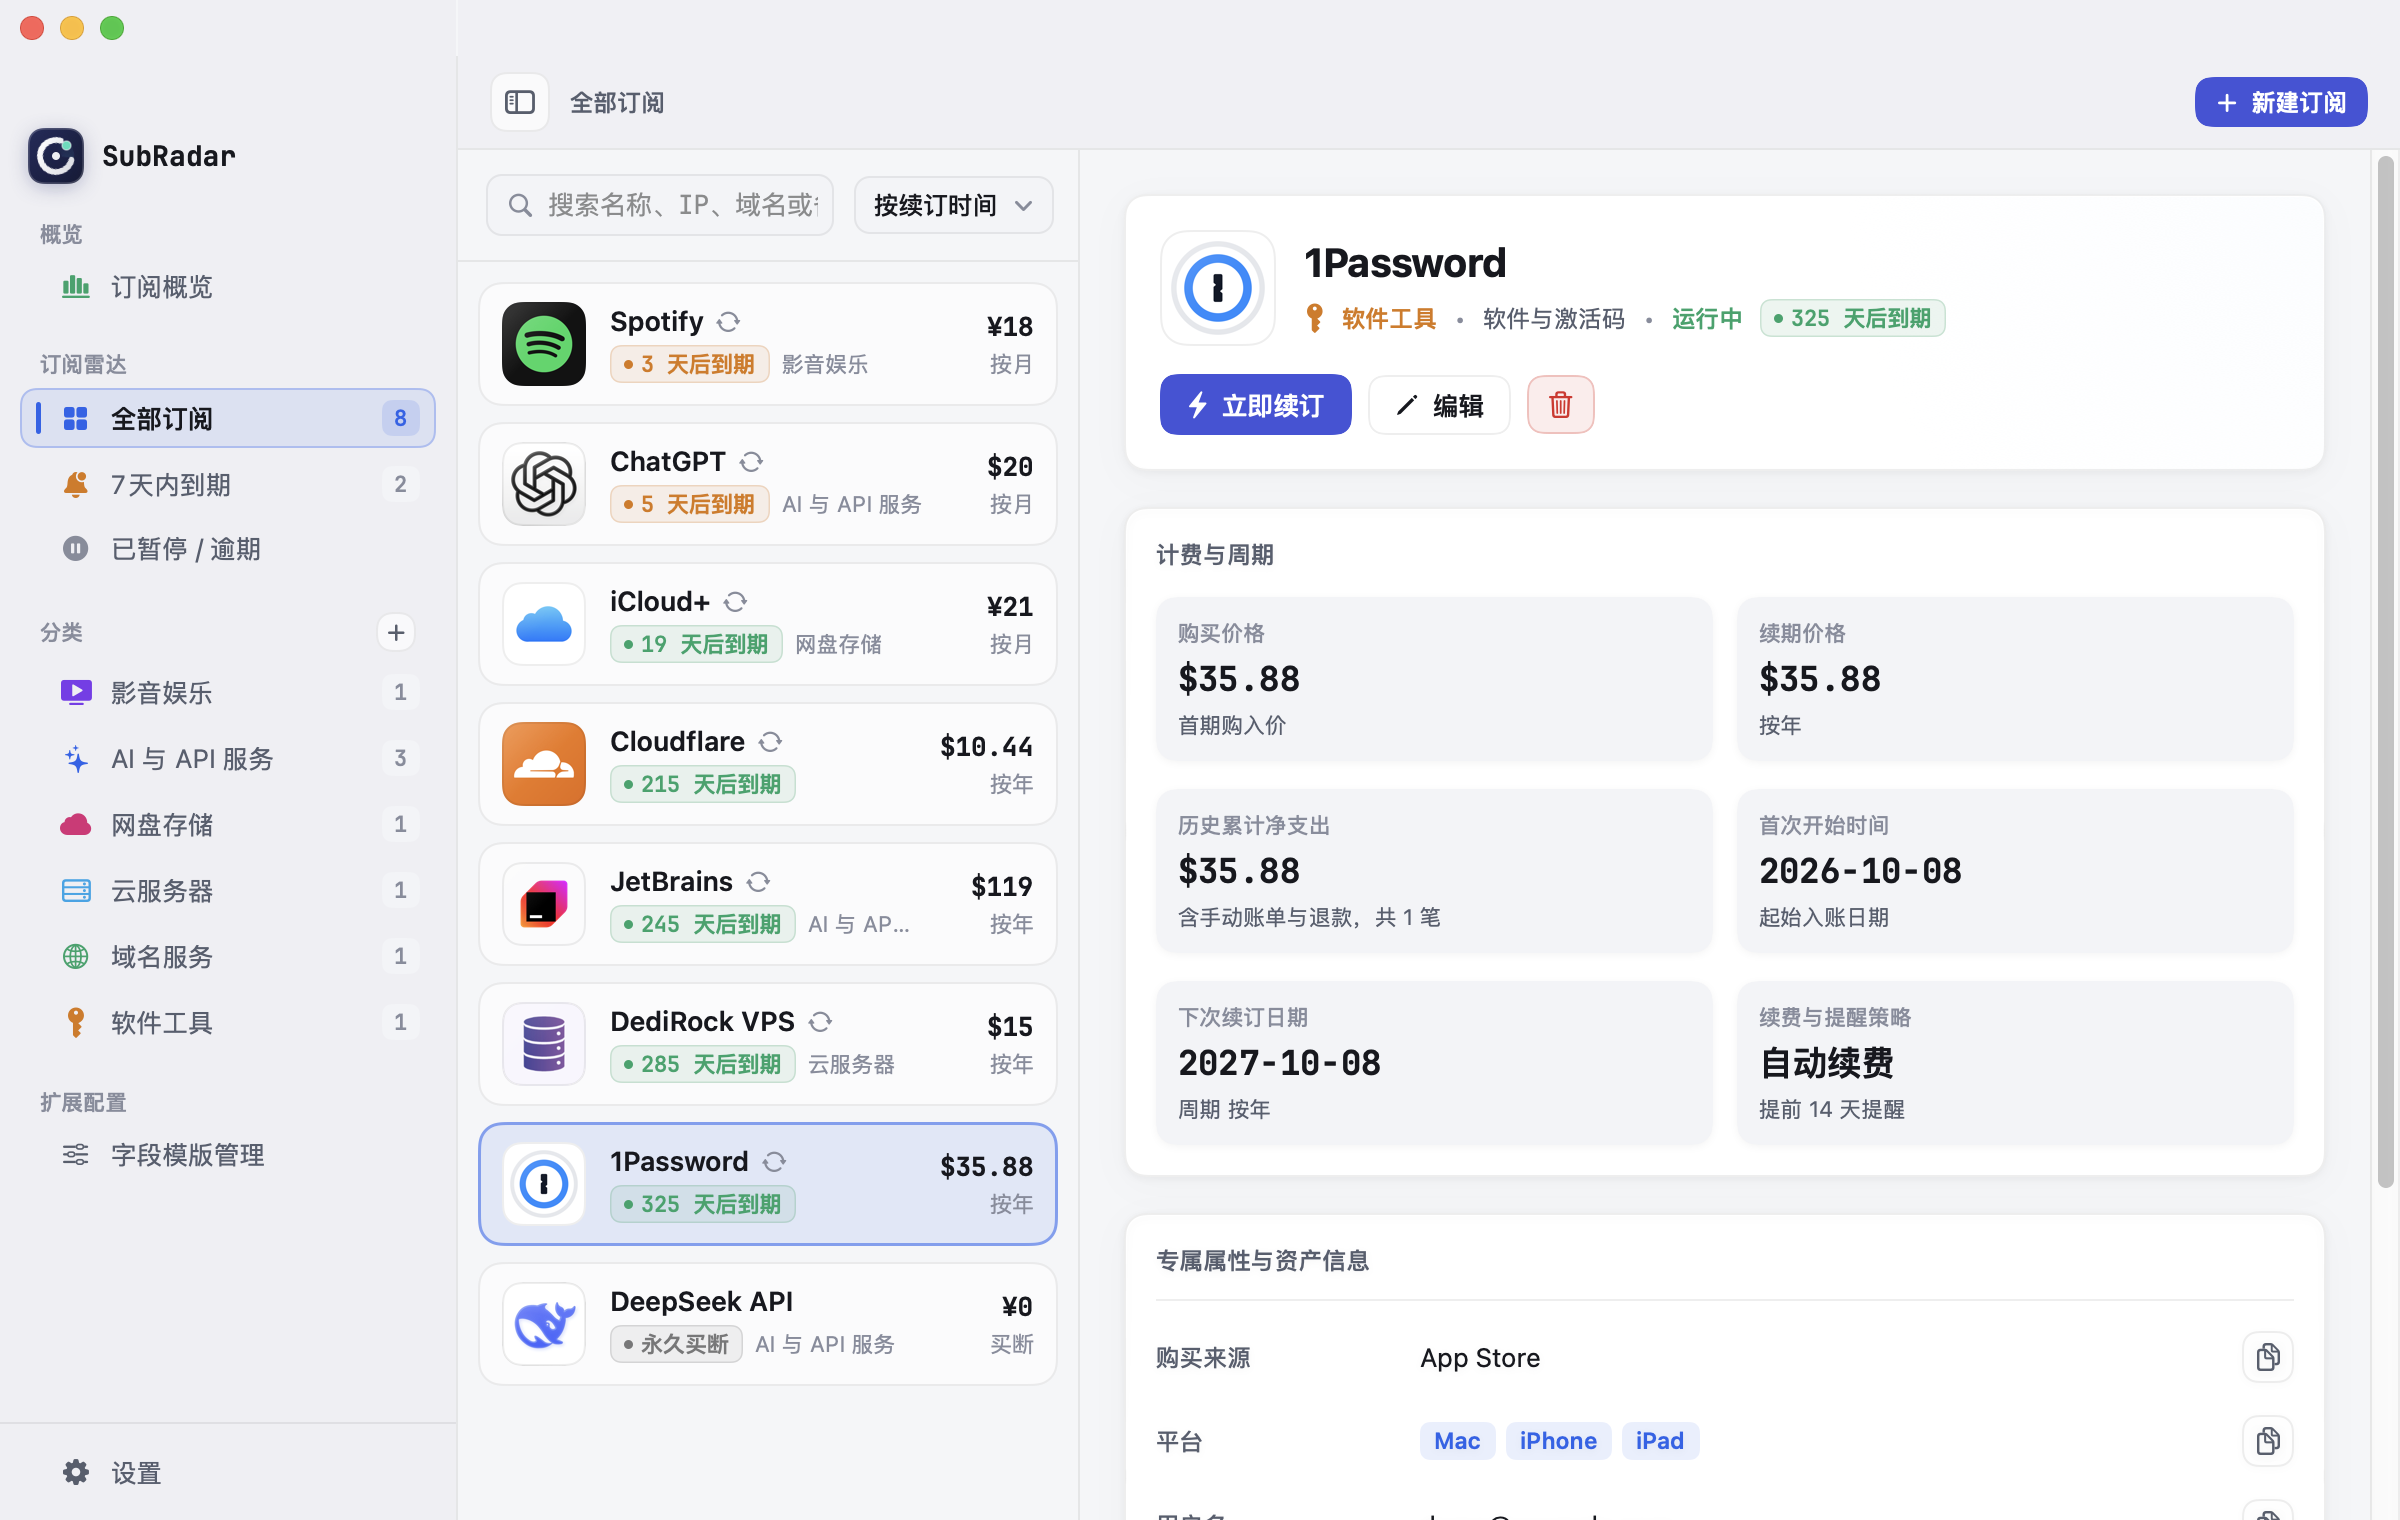 SubRadar
概览
订阅概览
订阅雷达
全部订阅 8
7天内到期 2
已暂停 / 逾期
分类
影音娱乐 1
AI 与 API 服务 3
网盘存储 1
云服务器 1
域名服务 1
软件工具 1
扩展配置
字段模版管理
设置
全部订阅
新建订阅
搜索名称、IP、域名或
按续订时间
Spotify ¥18
3 天后到期 影音娱乐 按月
ChatGPT $20
5 天后到期 AI 与 API 服务 按月
iCloud+ ¥21
19 天后到期 网盘存储 按月
Cloudflare $10.44
215 天后到期 按年
JetBrains $119
245 天后到期 AI 与 AP... 按年
DediRock VPS $15
285 天后到期 云服务器 按年
1Password $35.88
325 天后到期 按年
DeepSeek API ¥0
永久买断 AI 与 API 服务 买断
1Password
软件工具 • 软件与激活码 • 运行中 325 天后到期
立即续订 编辑
计费与周期
购买价格
$35.88
首期购入价
续期价格
$35.88
按年
历史累计净支出
$35.88
含手动账单与退款，共 1 笔
首次开始时间
2026-10-08
起始入账日期
下次续订日期
2027-10-08
周期 按年
续费与提醒策略
自动续费
提前 14 天提醒
专属属性与资产信息
购买来源 App Store
平台 Mac iPhone iPad